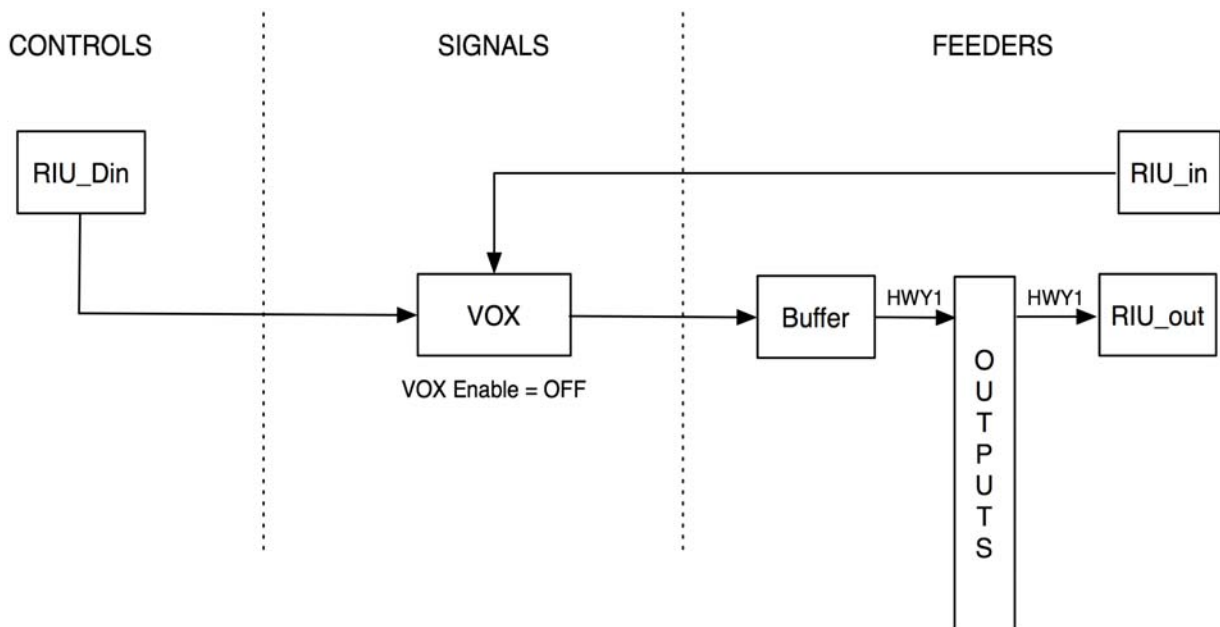 CONTROLS
SIGNALS
FEEDERS
RIU_Din
RIU_in
VOX
VOX Enable = OFF
Buffer
HWY1
OUTPUTS
HWY1
RIU_out